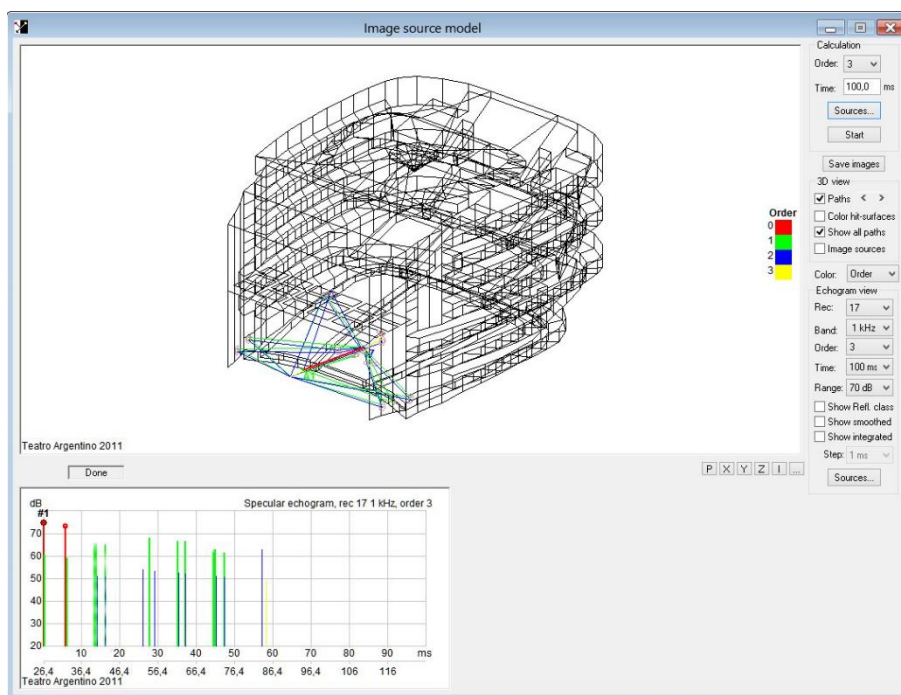 Image source model
Calculation
Order: 3
Time: 100,0 ms
Sources...
Start
Save images
3D view
Paths < >
Color hit-surfaces
Show all paths
Image sources
Color: Order
Echogram view
Rec: 17
Band: 1 kHz
Order: 3
Time: 100 ms
Range: 70 dB
Show Refl. class
Show smoothed
Show integrated
Step: 1 ms
Sources...
Order
0
1
2
3
Teatro Argentino 2011
Done
P X Y Z I ...
dB
Specular echogram, rec 17 1 kHz, order 3
#1
70
60
50
40
30
20
10 20 30 40 50 60 70 80 90 ms
26,4 36,4 46,4 56,4 66,4 76,4 86,4 96,4 106 116
Teatro Argentino 2011